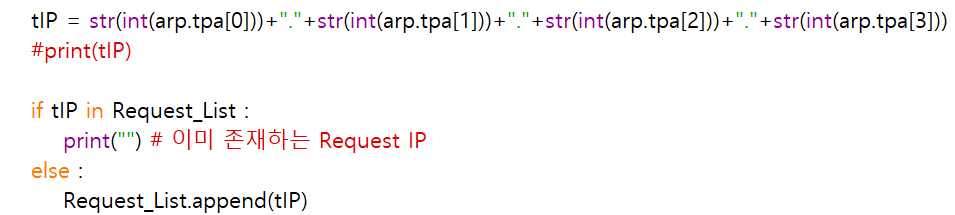 tIP = str(int(arp.tpa[0]))+"."+str(int(arp.tpa[1]))+"."+str(int(arp.tpa[2]))+"."+str(int(arp.tpa[3]))
#print(tIP)
if tIP in Request_List :
print("") # 이미 존재하는 Request IP
else :
Request_List.append(tIP)